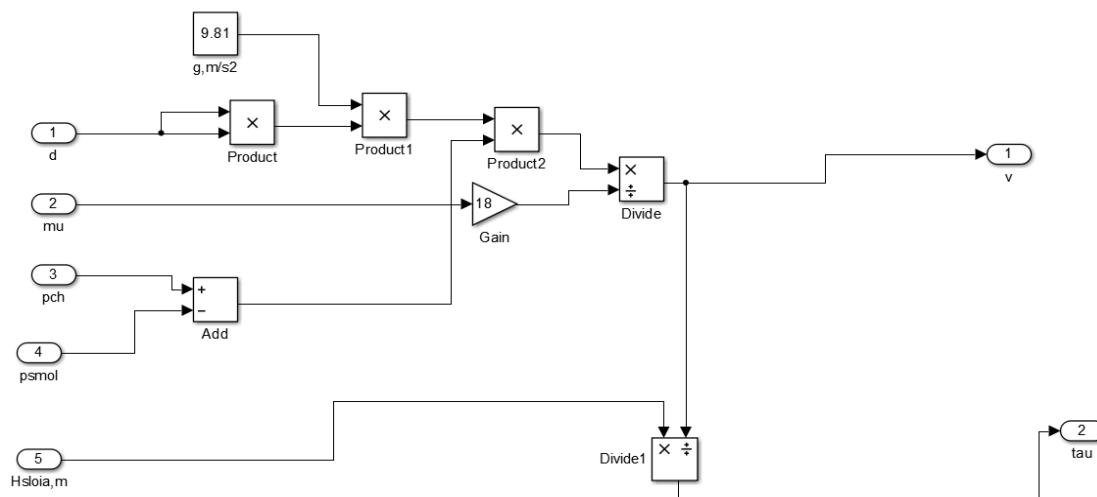 9.81
g,m/s2
1
d
×
Product
×
Product1
×
Product2
×
÷
Divide
1
v
2
mu
18
Gain
3
pch
+
−
Add
4
psmol
5
Hsloia,m
× ÷
Divide1
2
tau